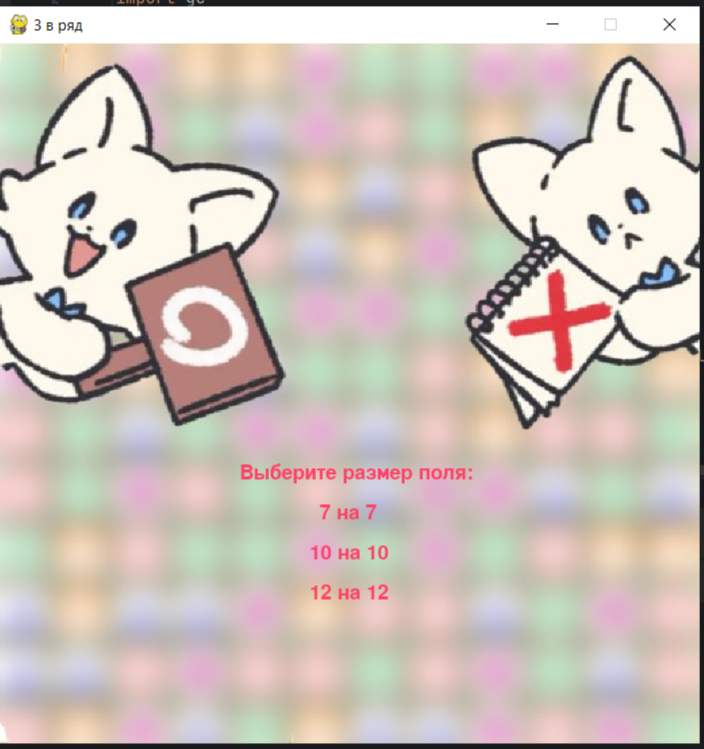 3 в ряд
Выберите размер поля:
7 на 7
10 на 10
12 на 12